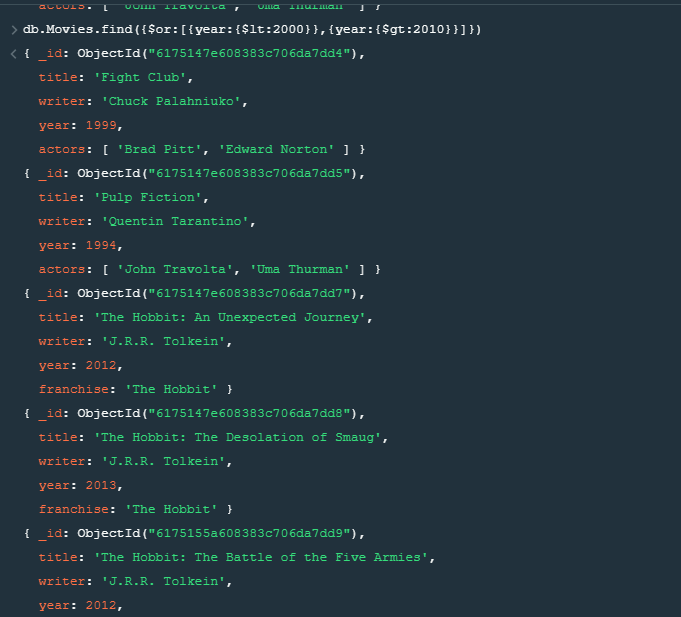 actors: [ 'John Travolta', 'Uma Thurman' ] }
> db.Movies.find({$or:[{year:{$lt:2000}},{year:{$gt:2010}}]})
< { _id: ObjectId("6175147e608383c706da7dd4"),
title: 'Fight Club',
writer: 'Chuck Palahniuko',
year: 1999,
actors: [ 'Brad Pitt', 'Edward Norton' ] }
{ _id: ObjectId("6175147e608383c706da7dd5"),
title: 'Pulp Fiction',
writer: 'Quentin Tarantino',
year: 1994,
actors: [ 'John Travolta', 'Uma Thurman' ] }
{ _id: ObjectId("6175147e608383c706da7dd7"),
title: 'The Hobbit: An Unexpected Journey',
writer: 'J.R.R. Tolkein',
year: 2012,
franchise: 'The Hobbit' }
{ _id: ObjectId("6175147e608383c706da7dd8"),
title: 'The Hobbit: The Desolation of Smaug',
writer: 'J.R.R. Tolkein',
year: 2013,
franchise: 'The Hobbit' }
{ _id: ObjectId("6175155a608383c706da7dd9"),
title: 'The Hobbit: The Battle of the Five Armies',
writer: 'J.R.R. Tolkein',
year: 2012,